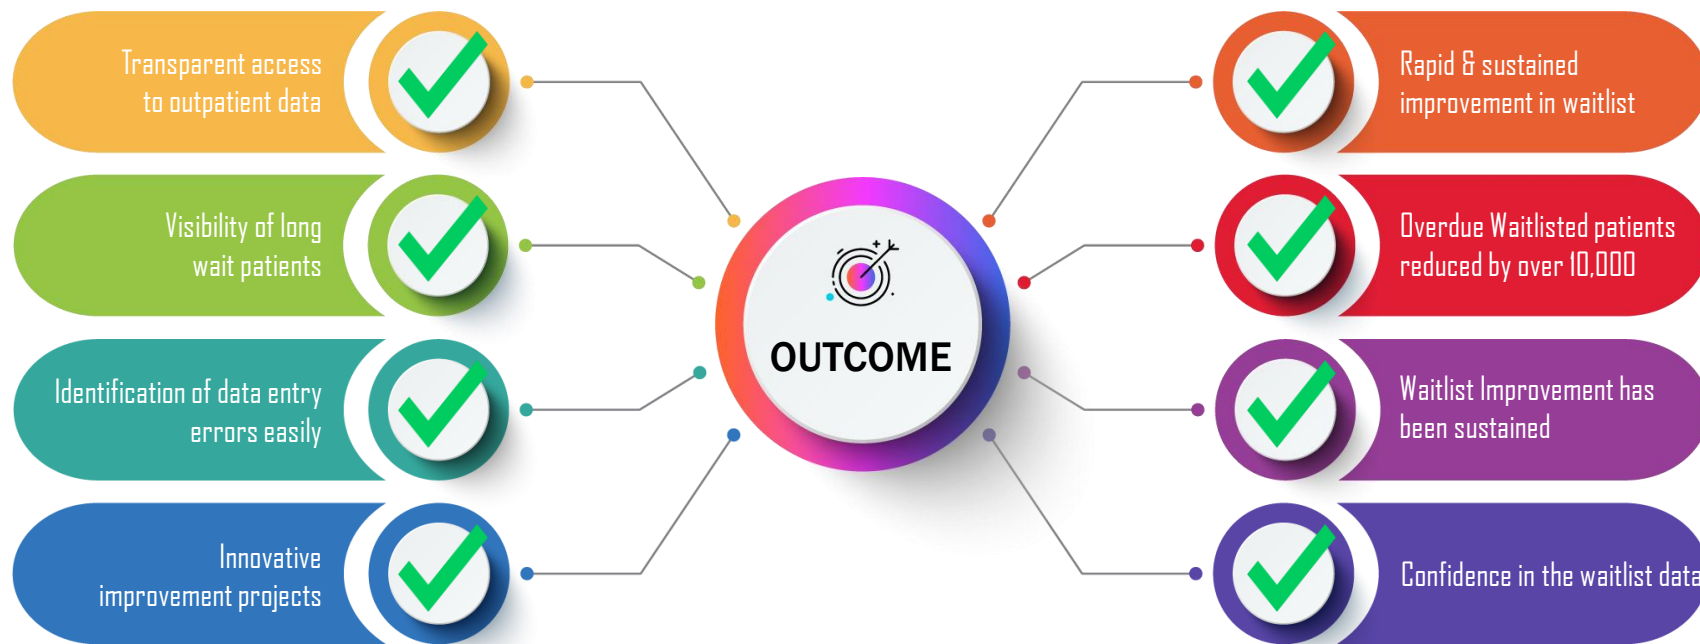 Transparent access
to outpatient data
Visibility of long
wait patients
Identification of data entry
errors easily
Innovative
improvement projects
OUTCOME
Rapid & sustained
improvement in waitlist
Overdue Waitlisted patients
reduced by over 10,000
Waitlist Improvement has
been sustained
Confidence in the waitlist data